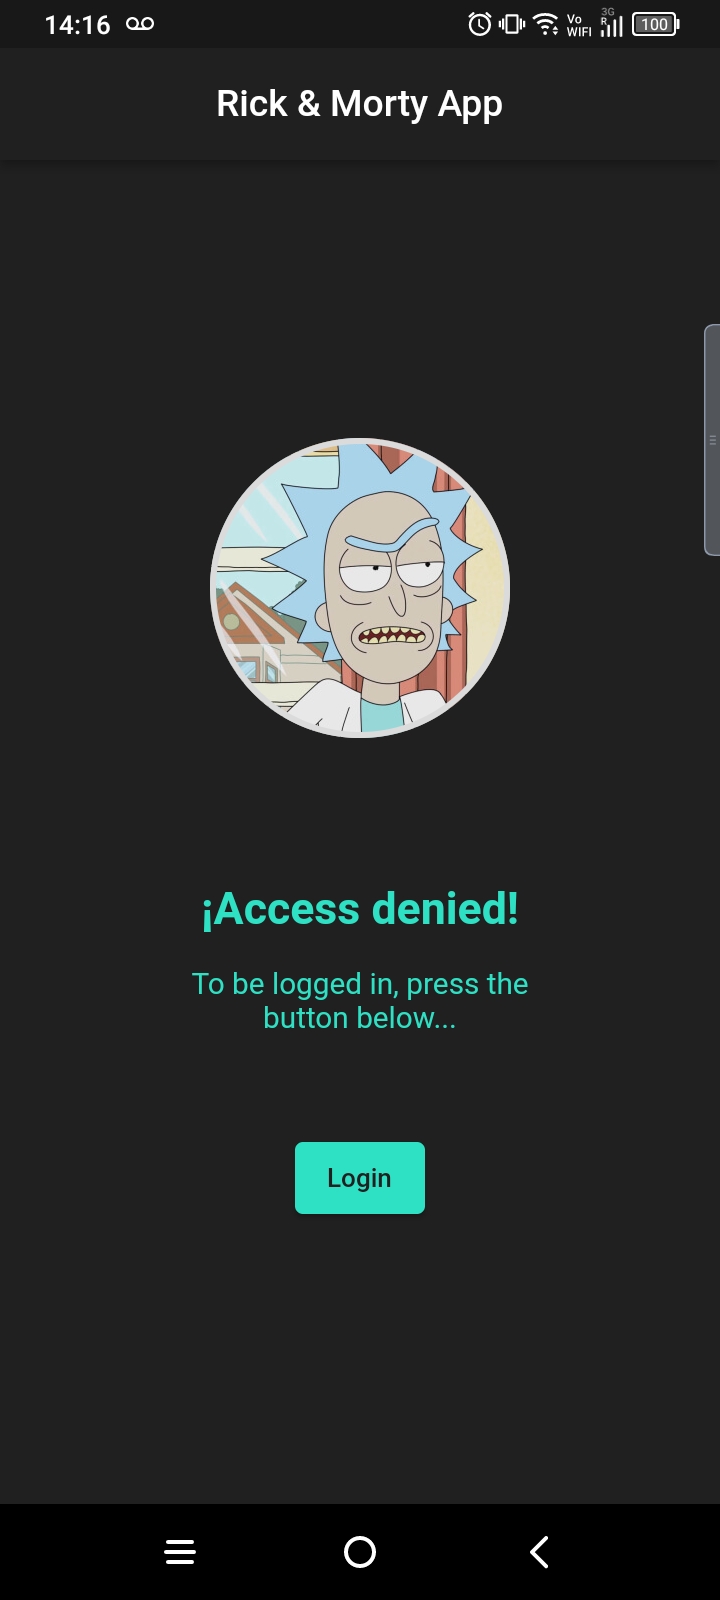 14:16
Vo
WIFI
3G
R
100
Rick & Morty App
¡Access denied!
To be logged in, press the
button below...
Login